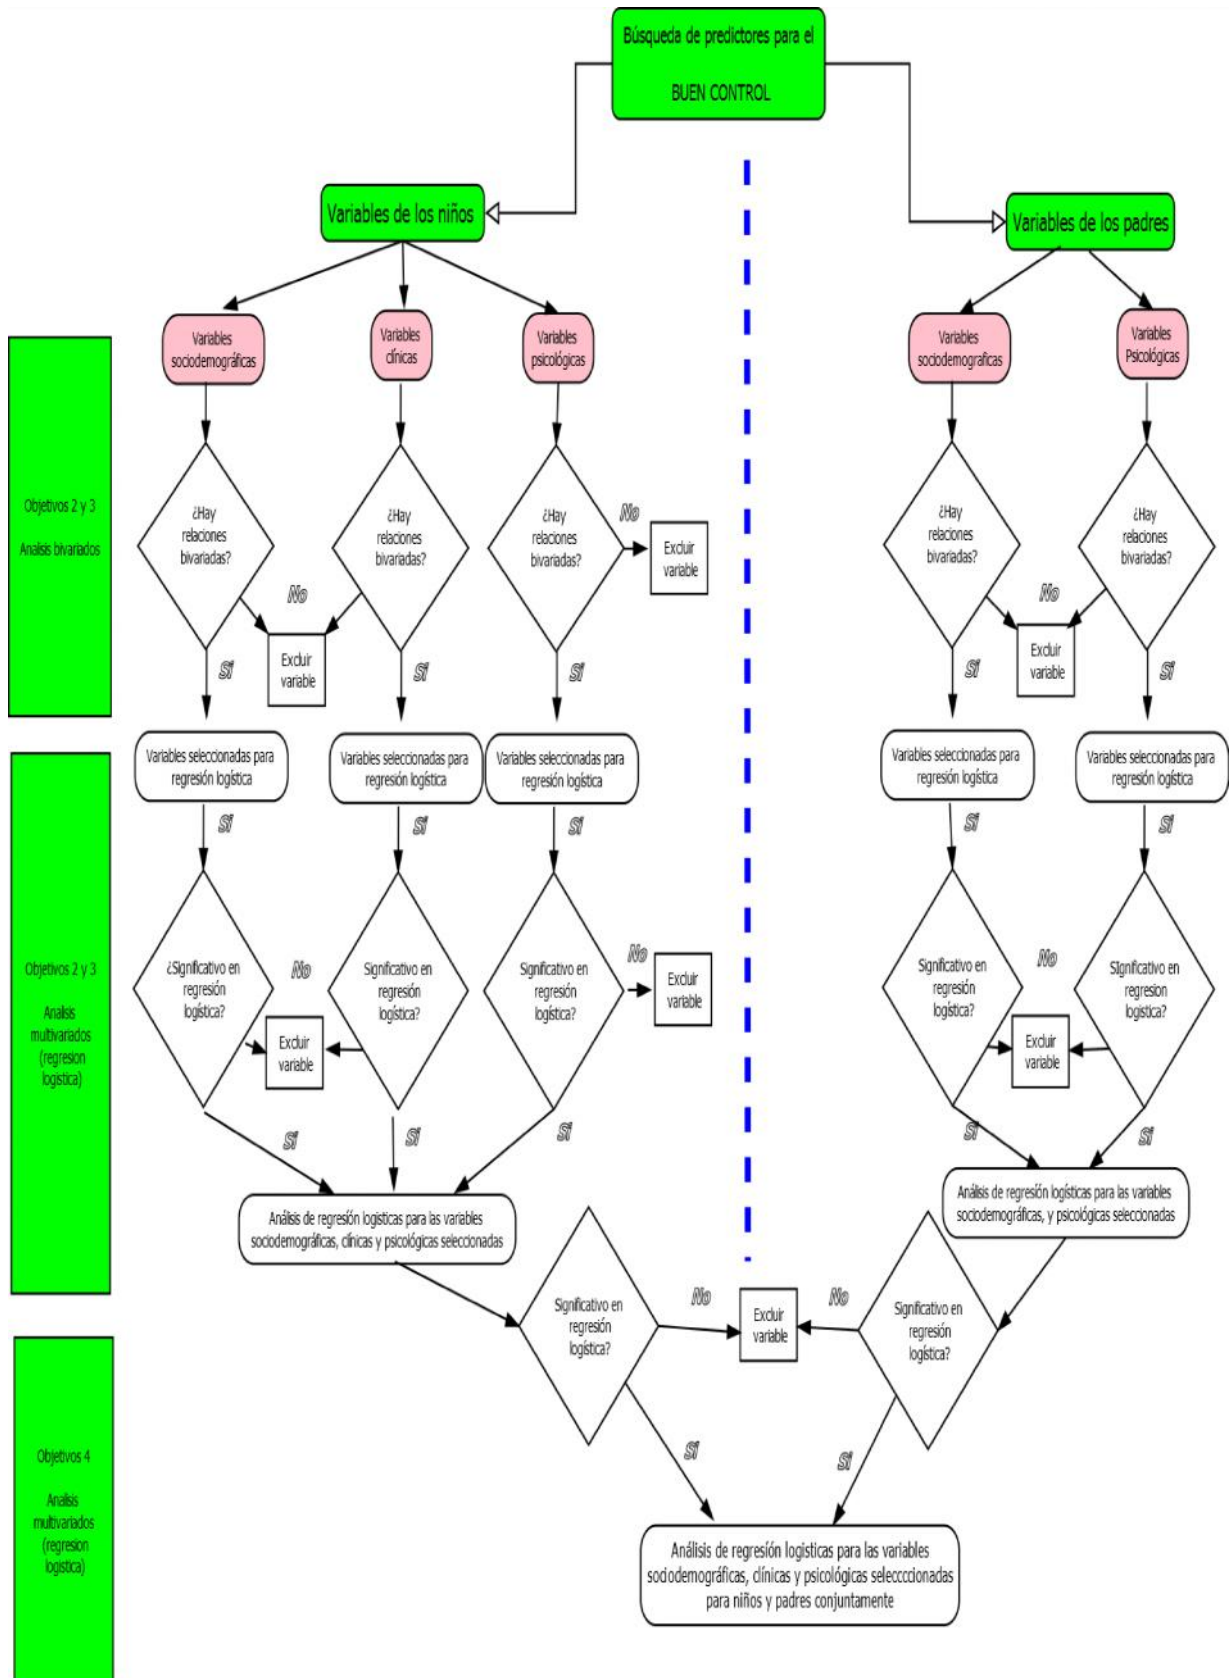 Búsqueda de predictores para el
BUEN CONTROL
Variables de los niños
Variables de los padres
Variables
sociodemográficas
Variables
clínicas
Variables
psicológicas
Variables
sociodemograficas
Variables
Psicológicas
Objetivos 2 y 3
Analisis bivariados
¿Hay
relaciones
bivariadas?
¿Hay
relaciones
bivariadas?
¿Hay
relaciones
bivariadas?
No
Excluir
variable
¿Hay
relaciones
bivariadas?
¿Hay
relaciones
bivariadas?
No
Excluir
variable
No
Excluir
variable
Si
Si
Si
Si
Si
Variables seleccionadas para
regresión logística
Variables seleccionadas para
regresión logística
Variables seleccionadas para
regresión logística
Variables seleccionadas para
regresión logística
Variables seleccionadas para
regresión logística
Si
Si
Si
Si
Si
Objetivos 2 y 3
Analisis
multivariados
(regresion
logistica)
¿Significativo en
regresión
logística?
No
Excluir
variable
Significativo en
regresión
logística?
Significativo en
regresión
logística?
No
Excluir
variable
Significativo en
regresión
logística?
No
Excluir
variable
SIgnificativo en
regresion
logistica?
Si
Si
Si
Si
Si
Análisis de regresíón logisticas para las variables
sociodemográficas, clínicas y psicológicas seleccionadas
Análisis de regresión logísticas para las variables
sociodemográficas, y psicológicas seleccionadas
Significativo en
regresión
logística?
No
Excluir
variable
No
Significativo en
regresión
logística?
Objetivos 4
Analisis
multivariados
(regresion
logistica)
Si
Si
Análisis de regresíón logisticas para las variables
sociodemográficas, clínicas y psicológicas selecccionadas
para niños y padres conjuntamente